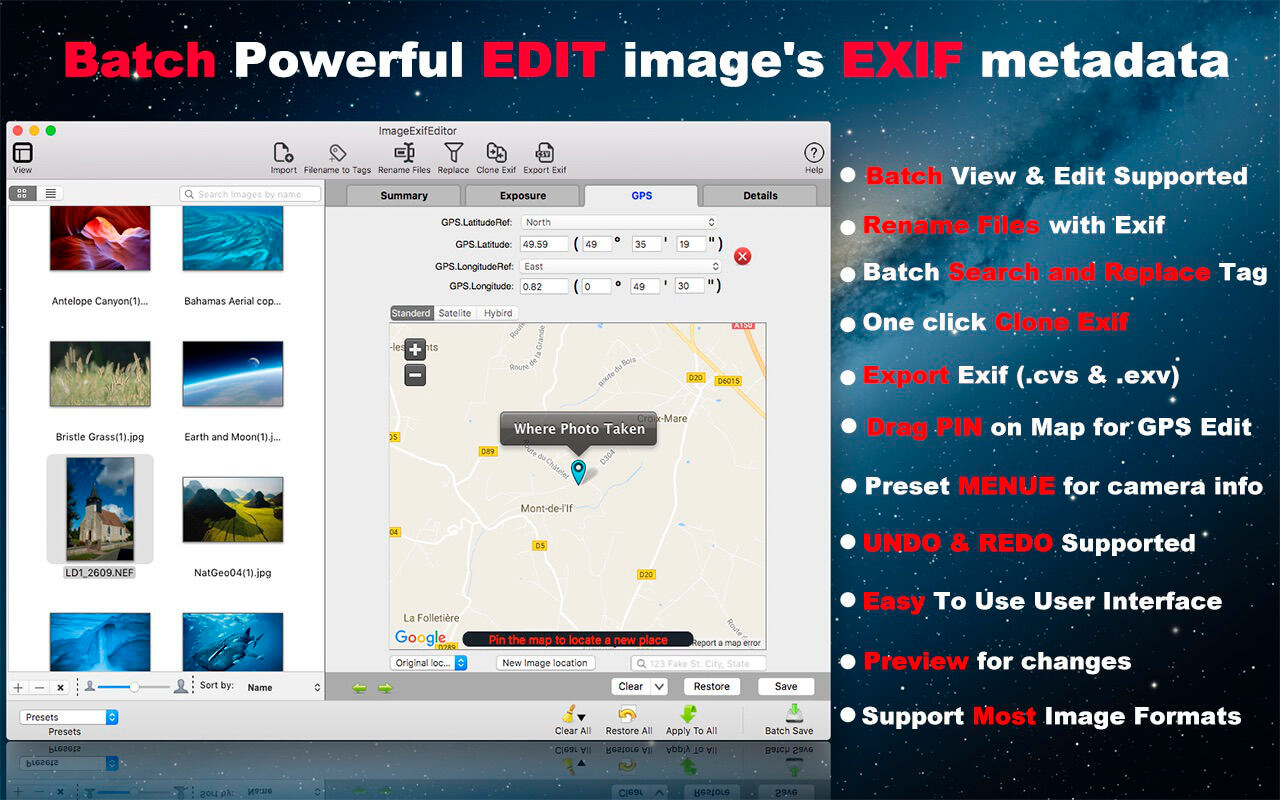 Batch Powerful EDIT image's EXIF metadata
ImageExifEditor
View
Import
Filename to Tags
Rename Files
Replace
Clone Exif
Export Exif
Help
Search Images by name
Antelope Canyon(1)...
Bahamas Aerial cop...
Bristle Grass(1).jpg
Earth and Moon(1).j...
LD1_2609.NEF
NatGeo04(1).jpg
Sort by: Name
Presets
Presets
Summary
Exposure
GPS
Details
GPS.LatitudeRef: North
GPS.Latitude: 49.59 ( 49 ° 35 ' 19 " )
GPS.LongitudeRef: East
GPS.Longitude: 0.82 ( 0 ° 49 ' 30 " )
Standerd
Satelite
Hybird
A150
Route de la Grande
Route du Bois
D20
D6015
Croix-Mare
Where Photo Taken
D5
D89
Route du Châtelet
D304
Mont-de-l'If
04
D5
D20
La Folletière
Google
D289
Pin the map to locate a new place
Report a map error
Original loc...
New Image location
123 Fake St. City, State
Clear
Restore
Save
Clear All
Restore All
Apply To All
Batch Save
Batch View & Edit Supported
Rename Files with Exif
Batch Search and Replace Tag
One click Clone Exif
Export Exif (.cvs & .exv)
Drag PIN on Map for GPS Edit
Preset MENUE for camera info
UNDO & REDO Supported
Easy To Use User Interface
Preview for changes
Support Most Image Formats